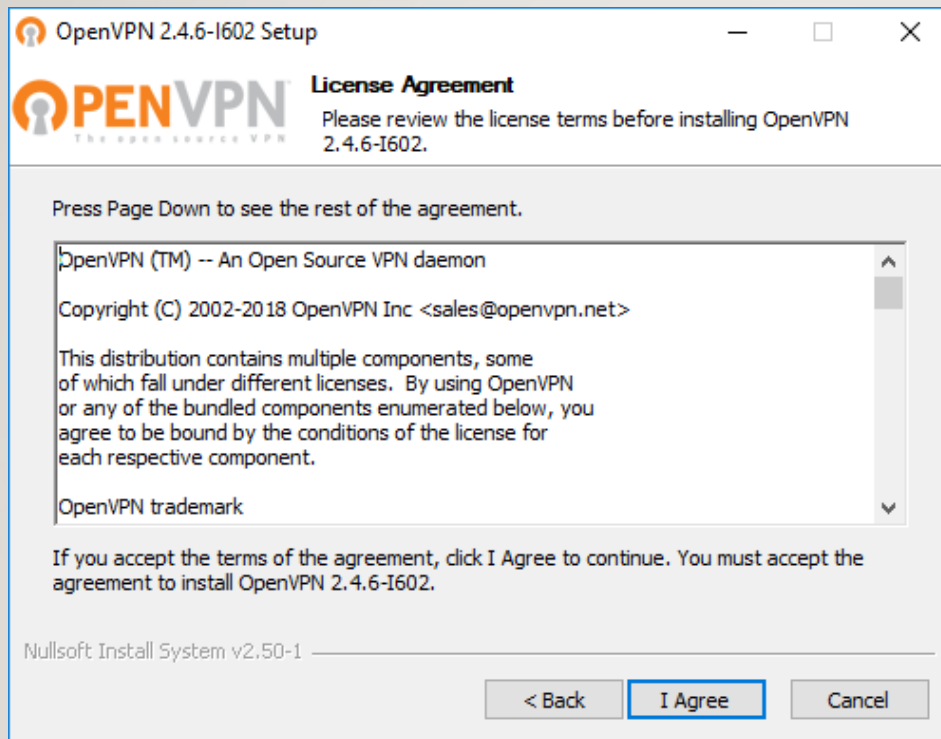 OpenVPN 2.4.6-I602 Setup
OPENVPN™
The open source VPN
License Agreement
Please review the license terms before installing OpenVPN
2.4.6-I602.
Press Page Down to see the rest of the agreement.
OpenVPN (TM) -- An Open Source VPN daemon
Copyright (C) 2002-2018 OpenVPN Inc <sales@openvpn.net>
This distribution contains multiple components, some
of which fall under different licenses.  By using OpenVPN
or any of the bundled components enumerated below, you
agree to be bound by the conditions of the license for
each respective component.
OpenVPN trademark
If you accept the terms of the agreement, click I Agree to continue. You must accept the
agreement to install OpenVPN 2.4.6-I602.
Nullsoft Install System v2.50-1
< Back
I Agree
Cancel